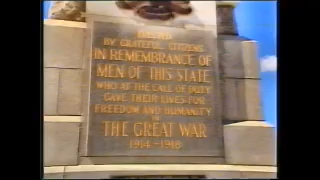 ERECTED
BY GRATEFUL CITIZENS
IN REMEMBRANCE OF
MEN OF THIS STATE
WHO AT THE CALL OF DUTY
GAVE THEIR LIVES FOR
FREEDOM AND HUMANITY
IN
THE GREAT WAR
1914-1918